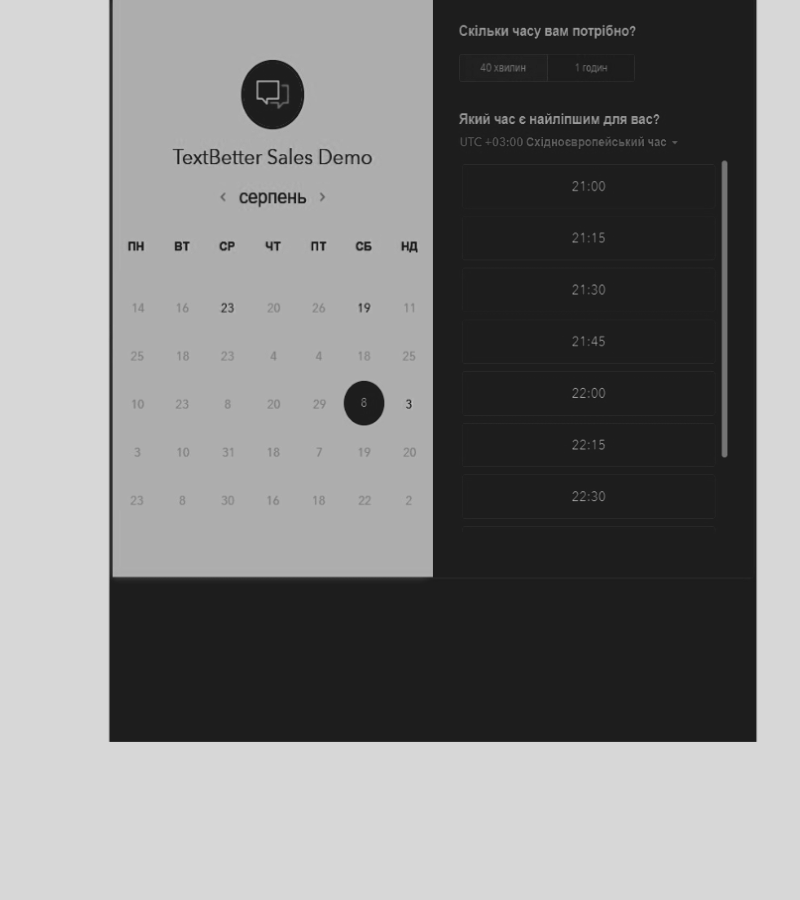 TextBetter Sales Demo
‹ серпень ›
ПН ВТ СР ЧТ ПТ СБ НД
14 16 23 20 26 19 11
25 18 23 4 4 18 25
10 23 8 20 29 8 3
3 10 31 18 7 19 20
23 8 30 16 18 22 2
Скільки часу вам потрібно?
40 хвилин 1 годин
Який час є найліпшим для вас?
UTC +03:00 Східноєвропейський час
21:00
21:15
21:30
21:45
22:00
22:15
22:30